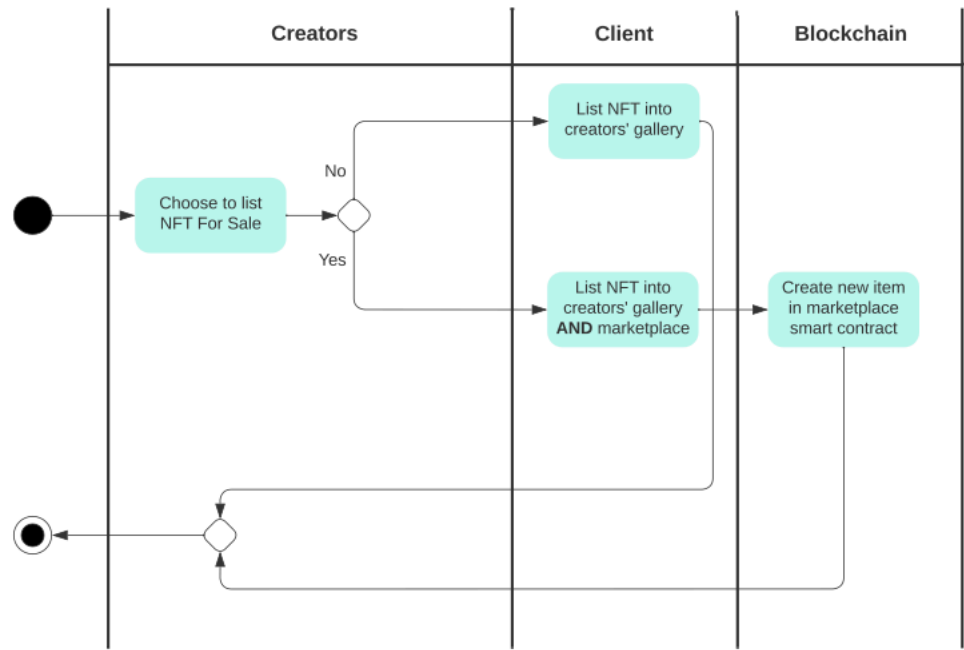 Creators
Client
Blockchain
List NFT into
creators' gallery
No
Choose to list
NFT For Sale
Yes
List NFT into
creators' gallery
AND marketplace
Create new item
in marketplace
smart contract